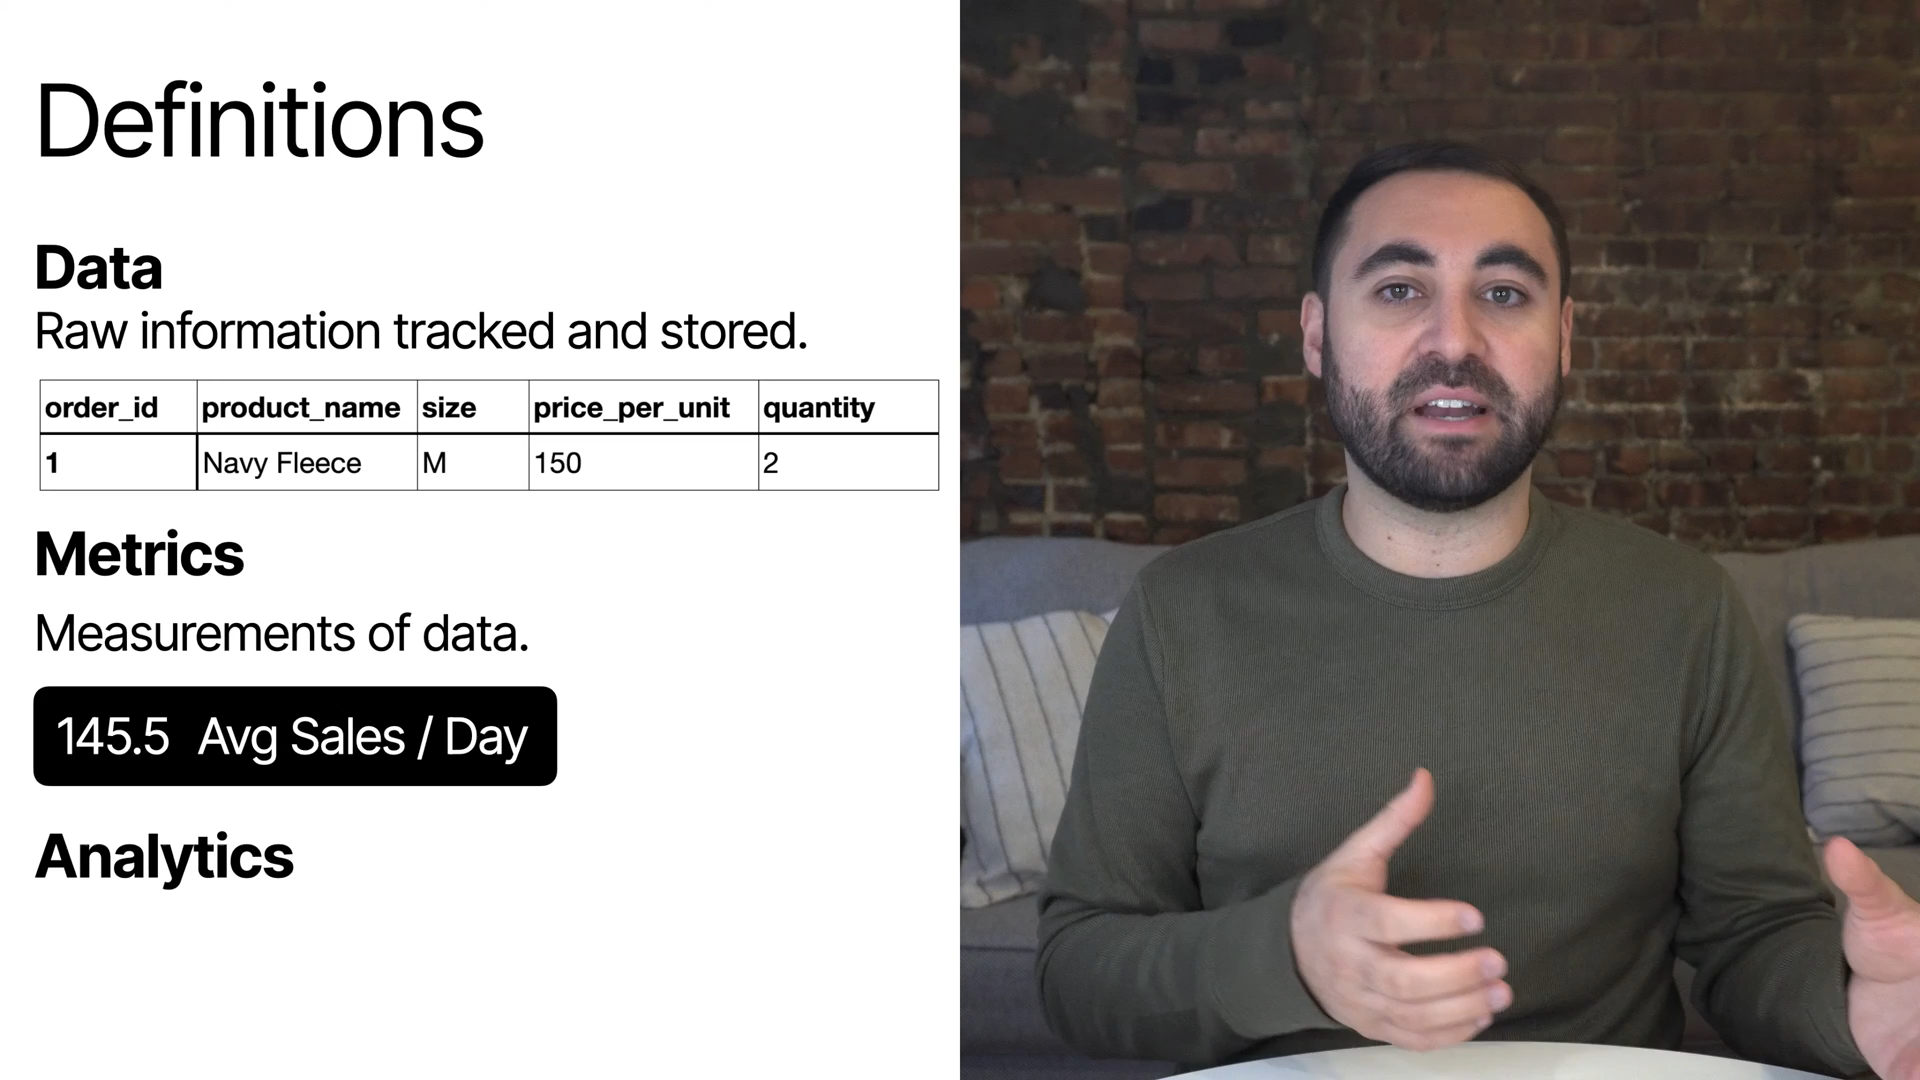 Definitions
Data
Raw information tracked and stored.
order_id product_name size price_per_unit quantity
1 Navy Fleece M 150 2
Metrics
Measurements of data.
145.5 Avg Sales / Day
Analytics